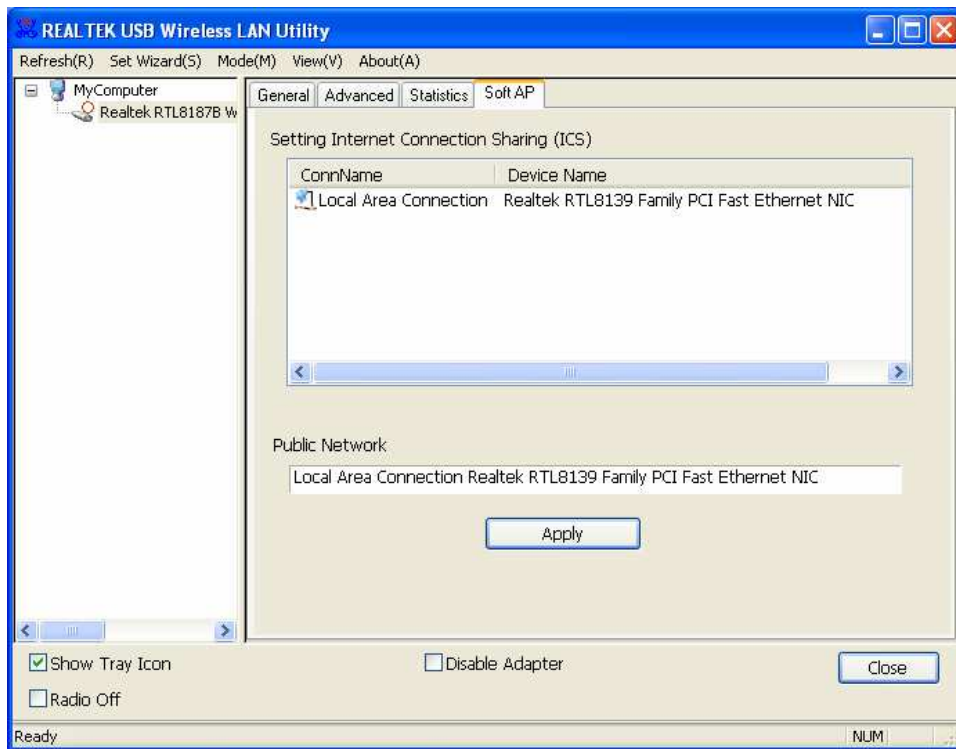 REALTEK USB Wireless LAN Utility
Refresh(R) Set Wizard(S) Mode(M) View(V) About(A)
MyComputer
Realtek RTL8187B W
General Advanced Statistics Soft AP
Setting Internet Connection Sharing (ICS)
ConnName Device Name
Local Area Connection Realtek RTL8139 Family PCI Fast Ethernet NIC
Public Network
Local Area Connection Realtek RTL8139 Family PCI Fast Ethernet NIC
Apply
Show Tray Icon Disable Adapter Close
Radio Off
Ready NUM